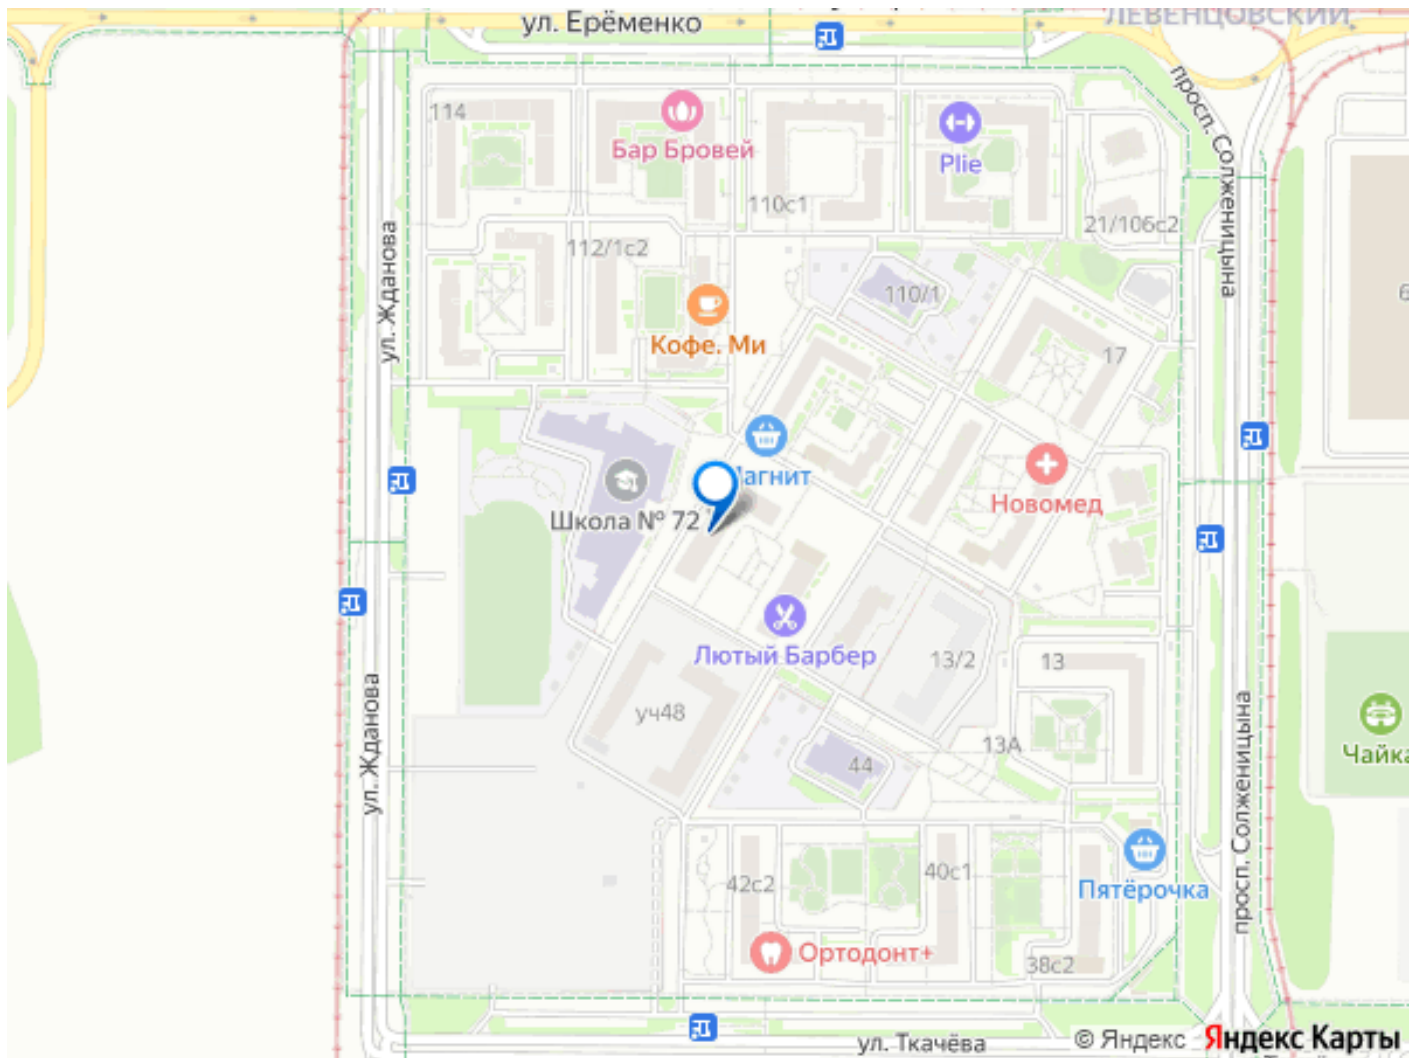 ул. Ерёменко
ЛЕВЕНЦОВСКИЙ
просп. Солженицына
114
Бар Бровей
Plie
110с1
21/106с2
ул. Жданова
112/1с2
110/1
6
Кофе. Ми
17
Магнит
Новомед
Школа № 72
Лютый Барбер
13/2
13
уч48
ул. Жданова
13А
просп. Солженицына
44
Чайка
42с2
40с1
Пятёрочка
Ортодонт+
38с2
ул. Ткачёва
© Яндекс Яндекс Карты